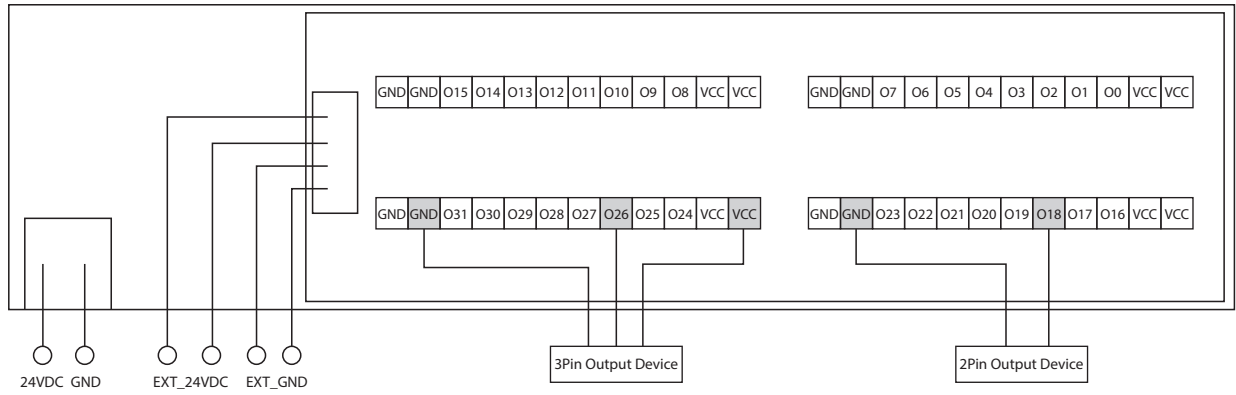 GND GND O15 O14 O13 O12 O11 O10 O9 O8 VCC VCC
GND GND O7 O6 O5 O4 O3 O2 O1 O0 VCC VCC
GND GND O31 O30 O29 O28 O27 O26 O25 O24 VCC VCC
GND GND O23 O22 O21 O20 O19 O18 O17 O16 VCC VCC
3Pin Output Device
2Pin Output Device
24VDC GND
EXT_24VDC EXT_GND